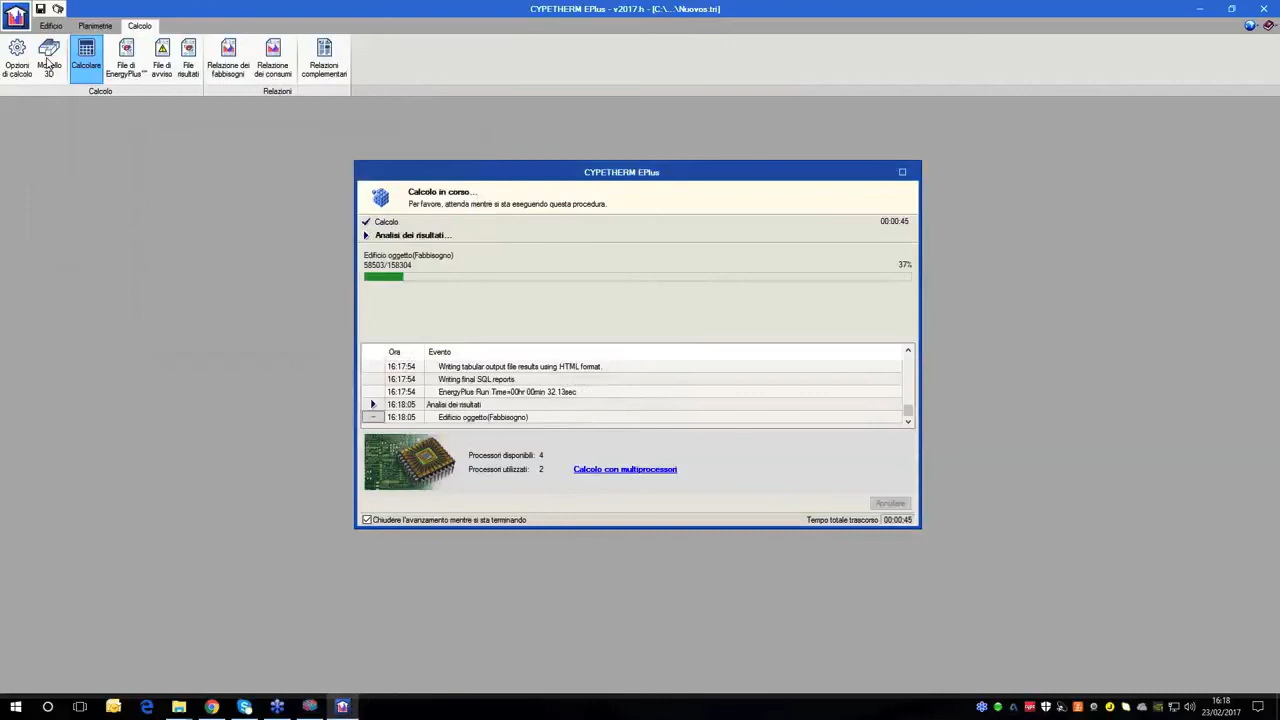 CYPETHERM EPlus - v2017.h - [C:\...\Nuovos.tri]
Edificio Planimetrie Calcolo
Opzioni di calcolo
Modello 3D
Calcolare
File di EnergyPlus™
File di avviso
File risultati
Relazione dei fabbisogni
Relazione dei consumi
Relazioni complementari
Calcolo
Relazioni
CYPETHERM EPlus
Calcolo in corso...
Per favore, attenda mentre si sta eseguendo questa procedura.
Calcolo 00:00:45
Analisi dei risultati...
Edificio oggetto(Fabbisogno)
58503/158304 37%
Ora Evento
16:17:54 Writing tabular output file results using HTML format.
16:17:54 Writing final SQL reports
16:17:54 EnergyPlus Run Time=00hr 00min 32.13sec
16:18:05 Analisi dei risultati
16:18:05 Edificio oggetto(Fabbisogno)
Processori disponibili: 4
Processori utilizzati: 2 Calcolo con multiprocessori
Annullare
Chiudere l'avanzamento mentre si sta terminando Tempo totale trascorso 00:00:45
16:18
23/02/2017